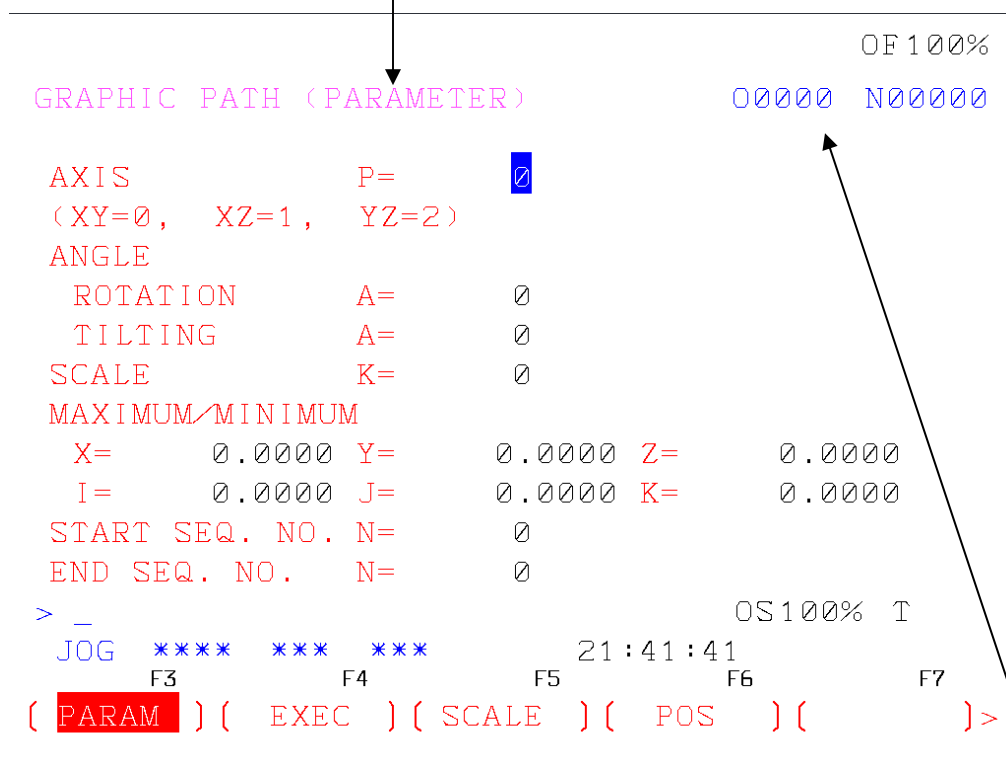 OF100%
GRAPHIC PATH (PARAMETER) O0000 N00000
AXIS P= 0
(XY=0, XZ=1, YZ=2)
ANGLE
ROTATION A= 0
TILTING A= 0
SCALE K= 0
MAXIMUM/MINIMUM
X= 0.0000 Y= 0.0000 Z= 0.0000
I= 0.0000 J= 0.0000 K= 0.0000
START SEQ. NO. N= 0
END SEQ. NO. N= 0
> _ OS100% T
JOG **** *** *** 21:41:41
F3 F4 F5 F6 F7
( PARAM )( EXEC )( SCALE )( POS )( )>